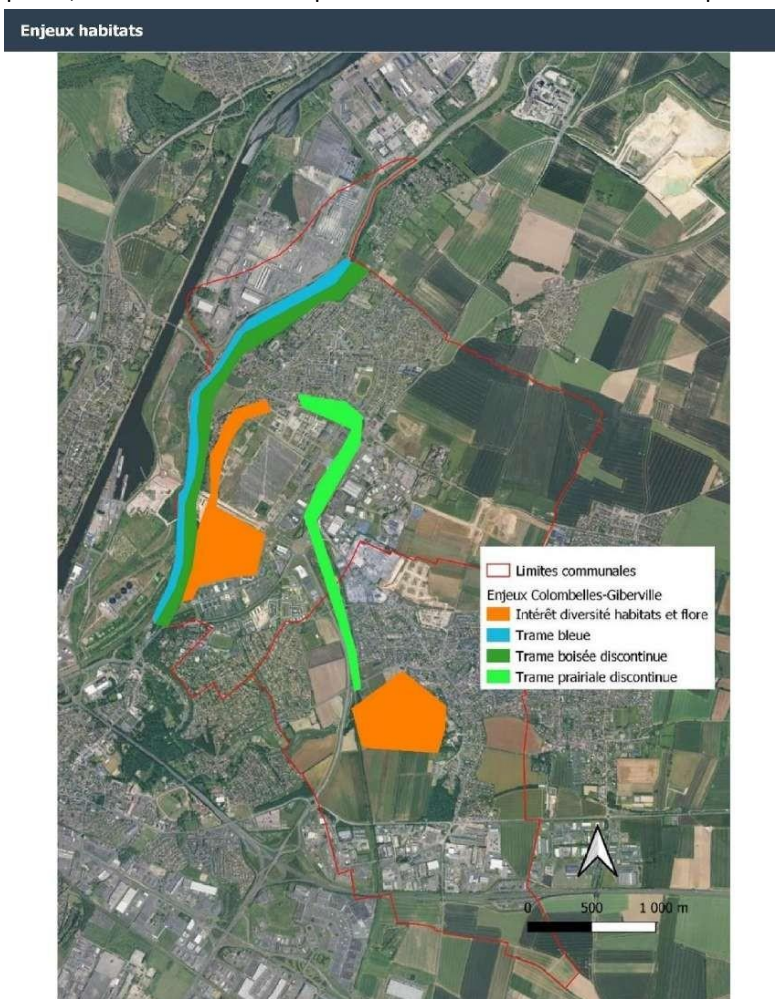 Enjeux habitats
Limites communales
Enjeux Colombelles-Giberville
Intérêt diversité habitats et flore
Trame bleue
Trame boisée discontinue
Trame prairiale discontinue
0 500 1 000 m